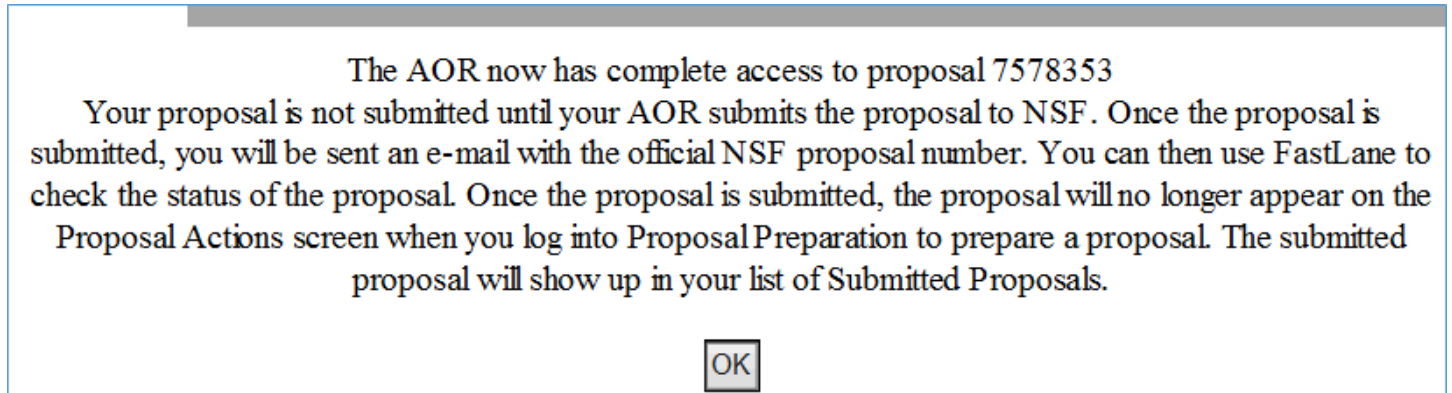 The AOR now has complete access to proposal 7578353
Your proposal is not submitted until your AOR submits the proposal to NSF. Once the proposal is
submitted, you will be sent an e-mail with the official NSF proposal number. You can then use FastLane to
check the status of the proposal. Once the proposal is submitted, the proposal will no longer appear on the
Proposal Actions screen when you log into Proposal Preparation to prepare a proposal. The submitted
proposal will show up in your list of Submitted Proposals.
OK